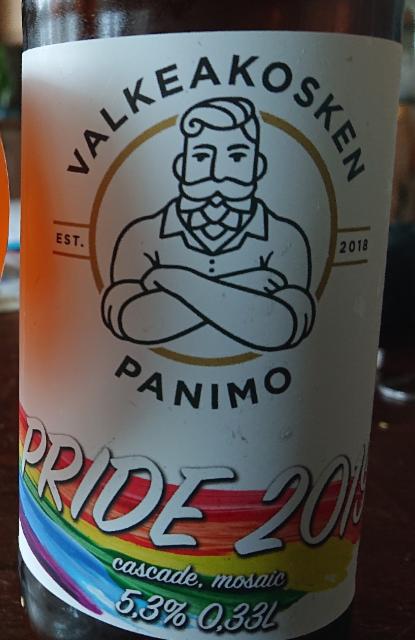 VALKEAKOSKEN
EST. 2018
PANIMO
PRIDE 2019
cascade, mosaic
5,3% 0,33L